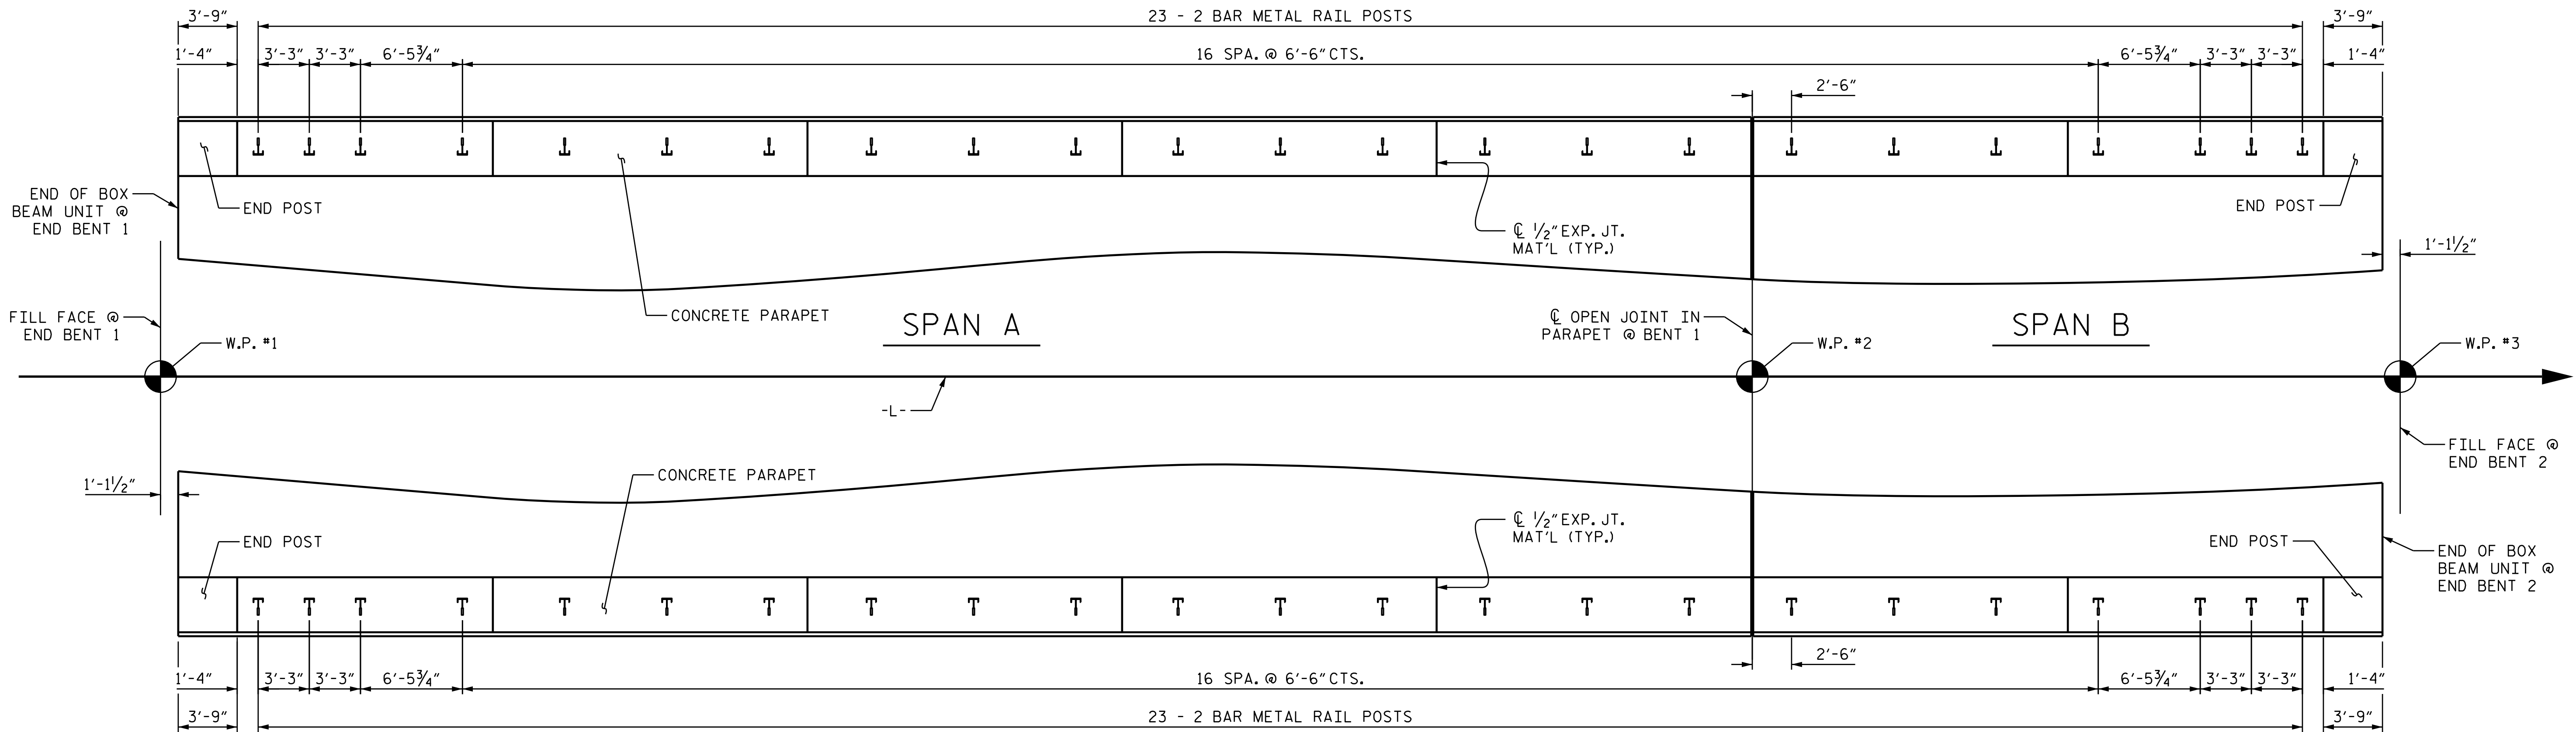 3'-9"
23 - 2 BAR METAL RAIL POSTS
3'-9"
1'-4"
3'-3"
3'-3"
6'-5¾"
16 SPA. @ 6'-6" CTS.
6'-5¾"
3'-3"
3'-3"
1'-4"
2'-6"
END OF BOX
BEAM UNIT @
END BENT 1
END POST
END POST
℄ ½" EXP. JT.
MAT'L (TYP.)
1'-1½"
FILL FACE @
END BENT 1
CONCRETE PARAPET
SPAN A
℄ OPEN JOINT IN
PARAPET @ BENT 1
SPAN B
W.P. #1
W.P. #2
W.P. #3
-L-
FILL FACE @
END BENT 2
1'-1½"
CONCRETE PARAPET
℄ ½" EXP. JT.
MAT'L (TYP.)
END POST
END POST
END OF BOX
BEAM UNIT @
END BENT 2
2'-6"
1'-4"
3'-3"
3'-3"
6'-5¾"
16 SPA. @ 6'-6" CTS.
6'-5¾"
3'-3"
3'-3"
1'-4"
3'-9"
23 - 2 BAR METAL RAIL POSTS
3'-9"